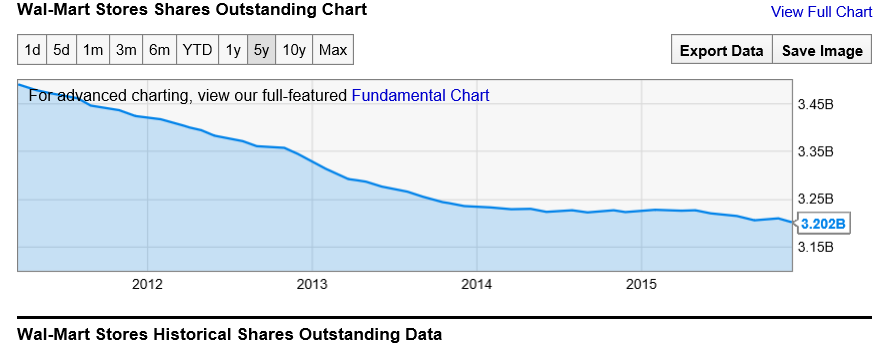 Wal-Mart Stores Shares Outstanding Chart
View Full Chart
1d 5d 1m 3m 6m YTD 1y 5y 10y Max
Export Data Save Image
For advanced charting, view our full-featured Fundamental Chart
3.45B
3.35B
3.25B
3.202B
3.15B
2012 2013 2014 2015
Wal-Mart Stores Historical Shares Outstanding Data